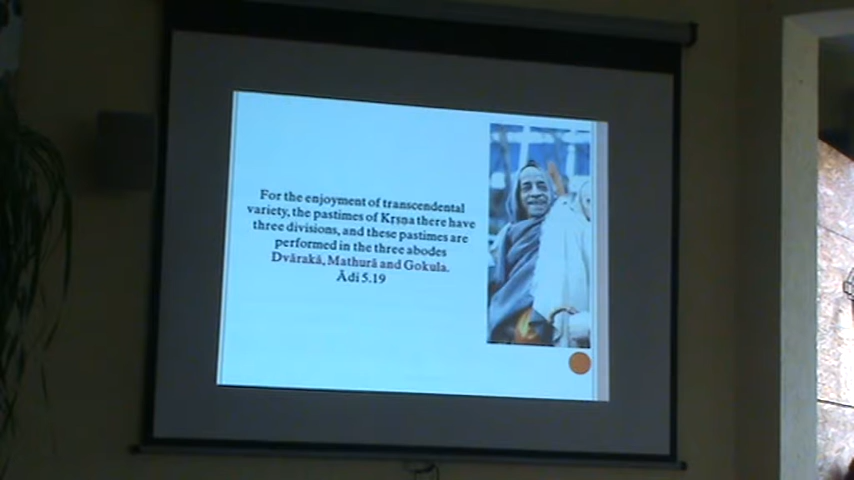 For the enjoyment of transcendental
variety, the pastimes of Kṛṣṇa there have
three divisions, and these pastimes are
performed in the three abodes
Dvārakā, Mathurā and Gokula.
Ādi 5.19